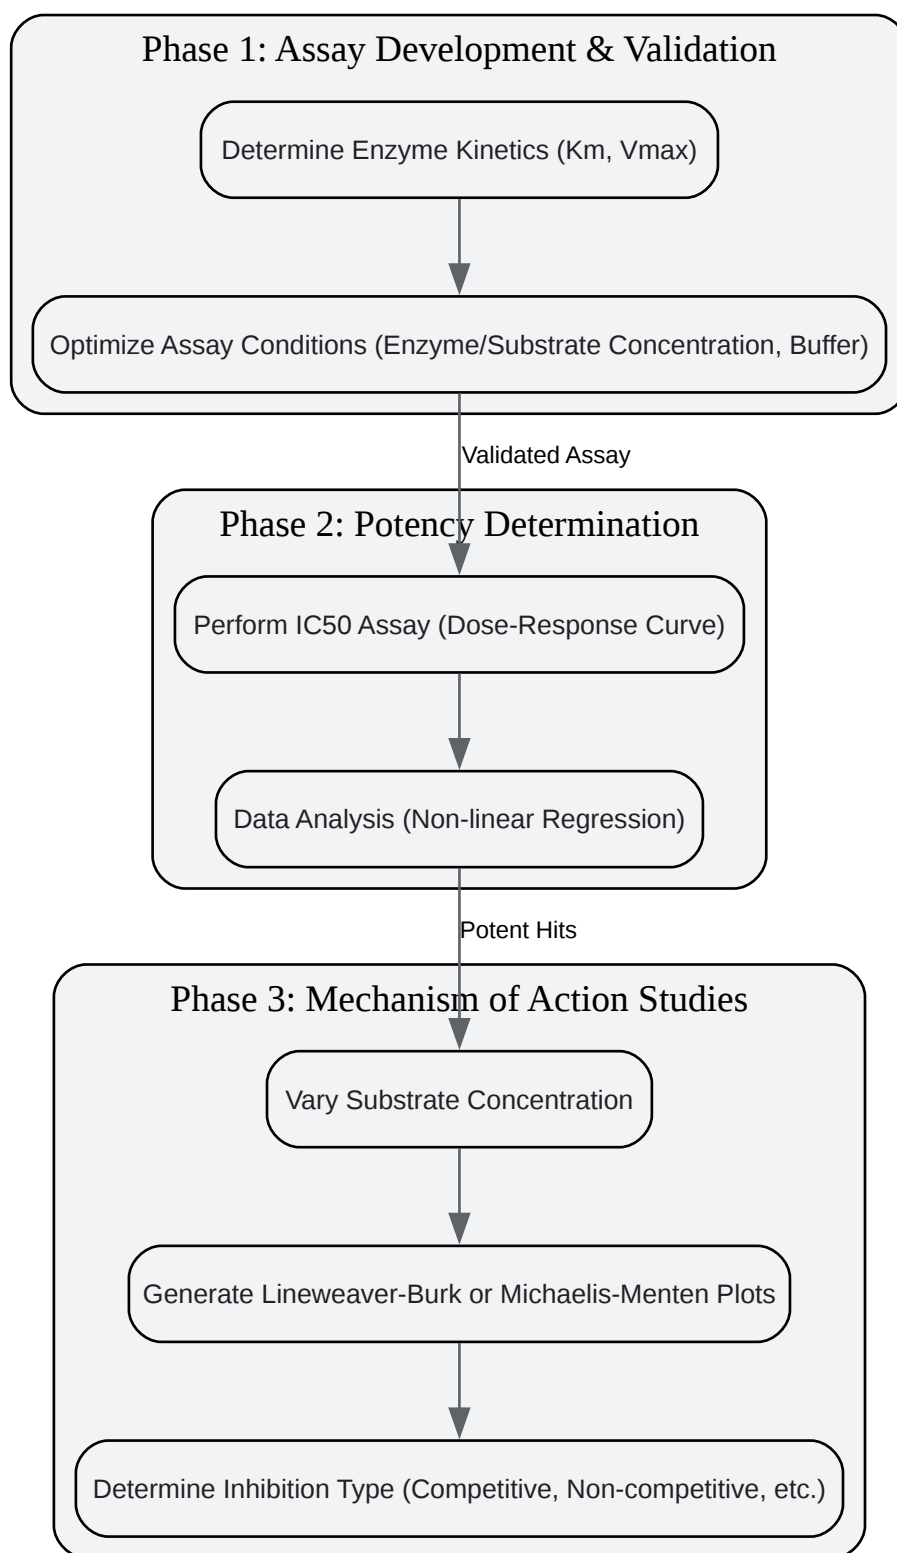 Phase 1: Assay Development & Validation
Determine Enzyme Kinetics (Km, Vmax)
Optimize Assay Conditions (Enzyme/Substrate Concentration, Buffer)
Validated Assay
Phase 2: Potency Determination
Perform IC50 Assay (Dose-Response Curve)
Data Analysis (Non-linear Regression)
Potent Hits
Phase 3: Mechanism of Action Studies
Vary Substrate Concentration
Generate Lineweaver-Burk or Michaelis-Menten Plots
Determine Inhibition Type (Competitive, Non-competitive, etc.)